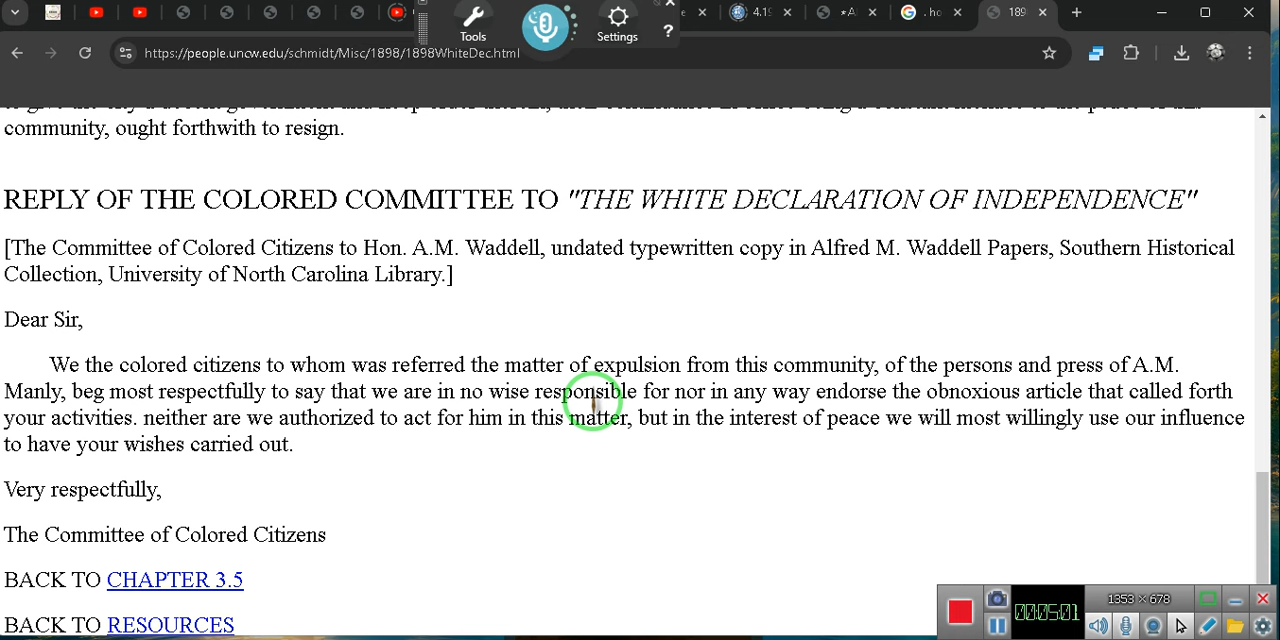 4.19
*A
. ho
189
Tools
Settings
?
https://people.uncw.edu/schmidt/Misc/1898/1898WhiteDec.html
community, ought forthwith to resign.
REPLY OF THE COLORED COMMITTEE TO "THE WHITE DECLARATION OF INDEPENDENCE"
[The Committee of Colored Citizens to Hon. A.M. Waddell, undated typewritten copy in Alfred M. Waddell Papers, Southern Historical
Collection, University of North Carolina Library.]
Dear Sir,
We the colored citizens to whom was referred the matter of expulsion from this community, of the persons and press of A.M.
Manly, beg most respectfully to say that we are in no wise responsible for nor in any way endorse the obnoxious article that called forth
your activities. neither are we authorized to act for him in this matter, but in the interest of peace we will most willingly use our influence
to have your wishes carried out.
Very respectfully,
The Committee of Colored Citizens
BACK TO CHAPTER 3.5
BACK TO RESOURCES
00:05:01
1353 × 678